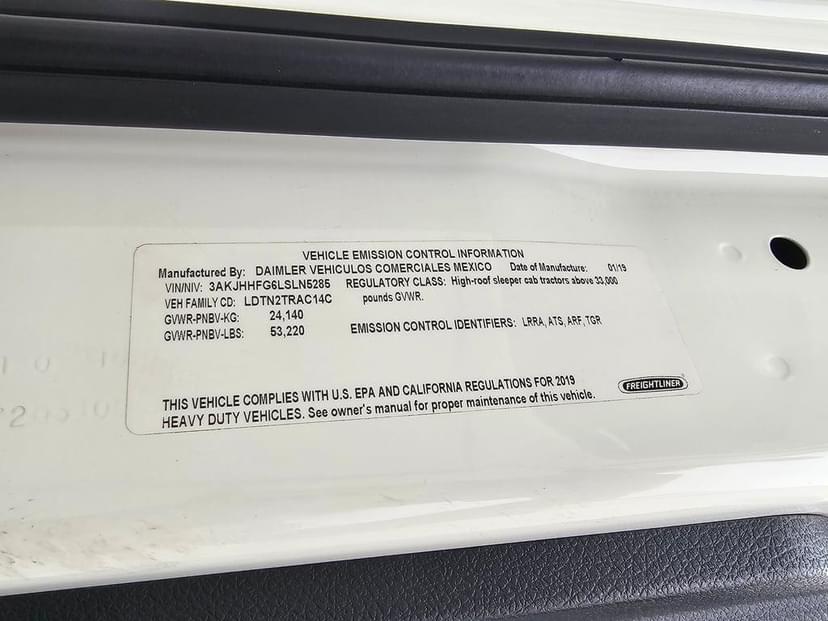 VEHICLE EMISSION CONTROL INFORMATION
Manufactured By: DAIMLER VEHICULOS COMERCIALES MEXICO Date of Manufacture: 01/19
VIN/NIV: 3AKJHHFG6LSLN5285 REGULATORY CLASS: High-roof sleeper cab tractors above 33,000
VEH FAMILY CD: LDTN2TRAC14C pounds GVWR.
GVWR-PNBV-KG: 24,140
GVWR-PNBV-LBS: 53,220 EMISSION CONTROL IDENTIFIERS: LRRA, ATS, ARF, TGR
FREIGHTLINER
THIS VEHICLE COMPLIES WITH U.S. EPA AND CALIFORNIA REGULATIONS FOR 2019
HEAVY DUTY VEHICLES. See owner's manual for proper maintenance of this vehicle.